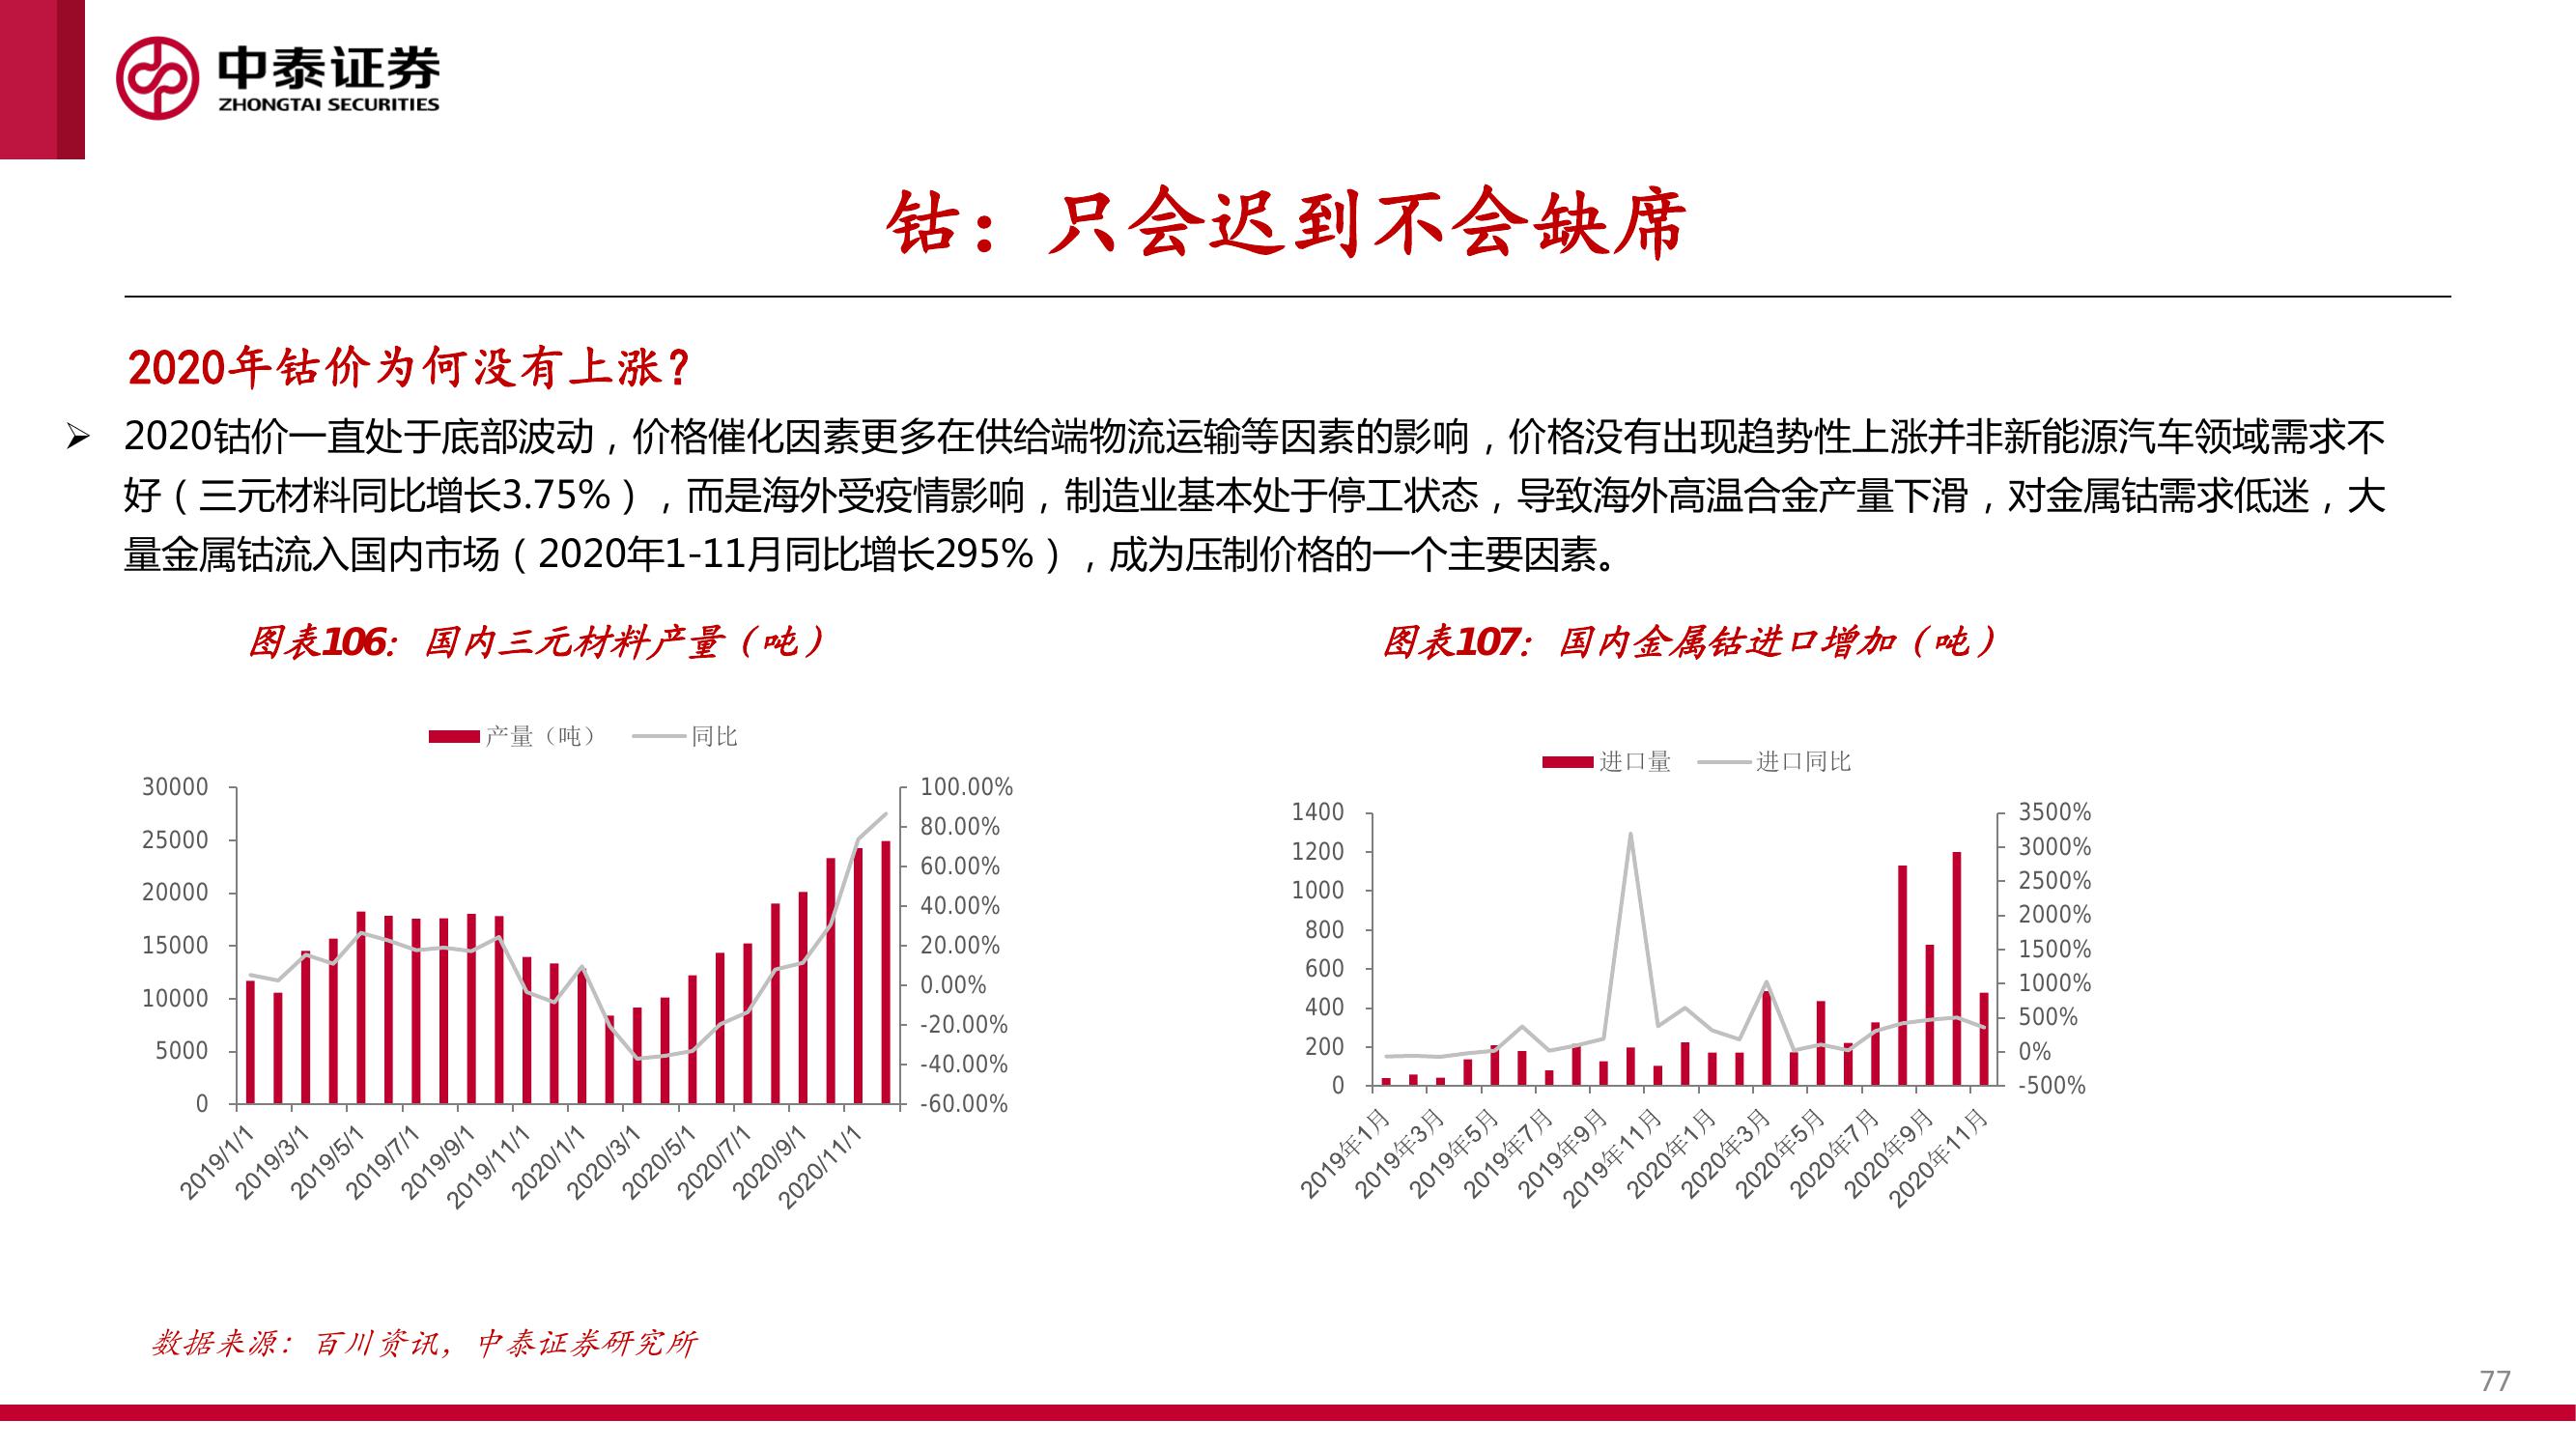 中泰证券
ZHONGTAI SECURITIES
钴：只会迟到不会缺席
2020年钴价为何没有上涨？
➢ 2020钴价一直处于底部波动，价格催化因素更多在供给端物流运输等因素的影响，价格没有出现趋势性上涨并非新能源汽车领域需求不
好（三元材料同比增长3.75%），而是海外受疫情影响，制造业基本处于停工状态，导致海外高温合金产量下滑，对金属钴需求低迷，大
量金属钴流入国内市场（2020年1-11月同比增长295%），成为压制价格的一个主要因素。
图表106：国内三元材料产量（吨）
产量（吨） 同比
30000
25000
20000
15000
10000
5000
0
100.00%
80.00%
60.00%
40.00%
20.00%
0.00%
-20.00%
-40.00%
-60.00%
2019/1/1
2019/3/1
2019/5/1
2019/7/1
2019/9/1
2019/11/1
2020/1/1
2020/3/1
2020/5/1
2020/7/1
2020/9/1
2020/11/1
图表107：国内金属钴进口增加（吨）
进口量 进口同比
1400
1200
1000
800
600
400
200
0
3500%
3000%
2500%
2000%
1500%
1000%
500%
0%
-500%
2019年1月
2019年3月
2019年5月
2019年7月
2019年9月
2019年11月
2020年1月
2020年3月
2020年5月
2020年7月
2020年9月
2020年11月
数据来源：百川资讯，中泰证券研究所
77